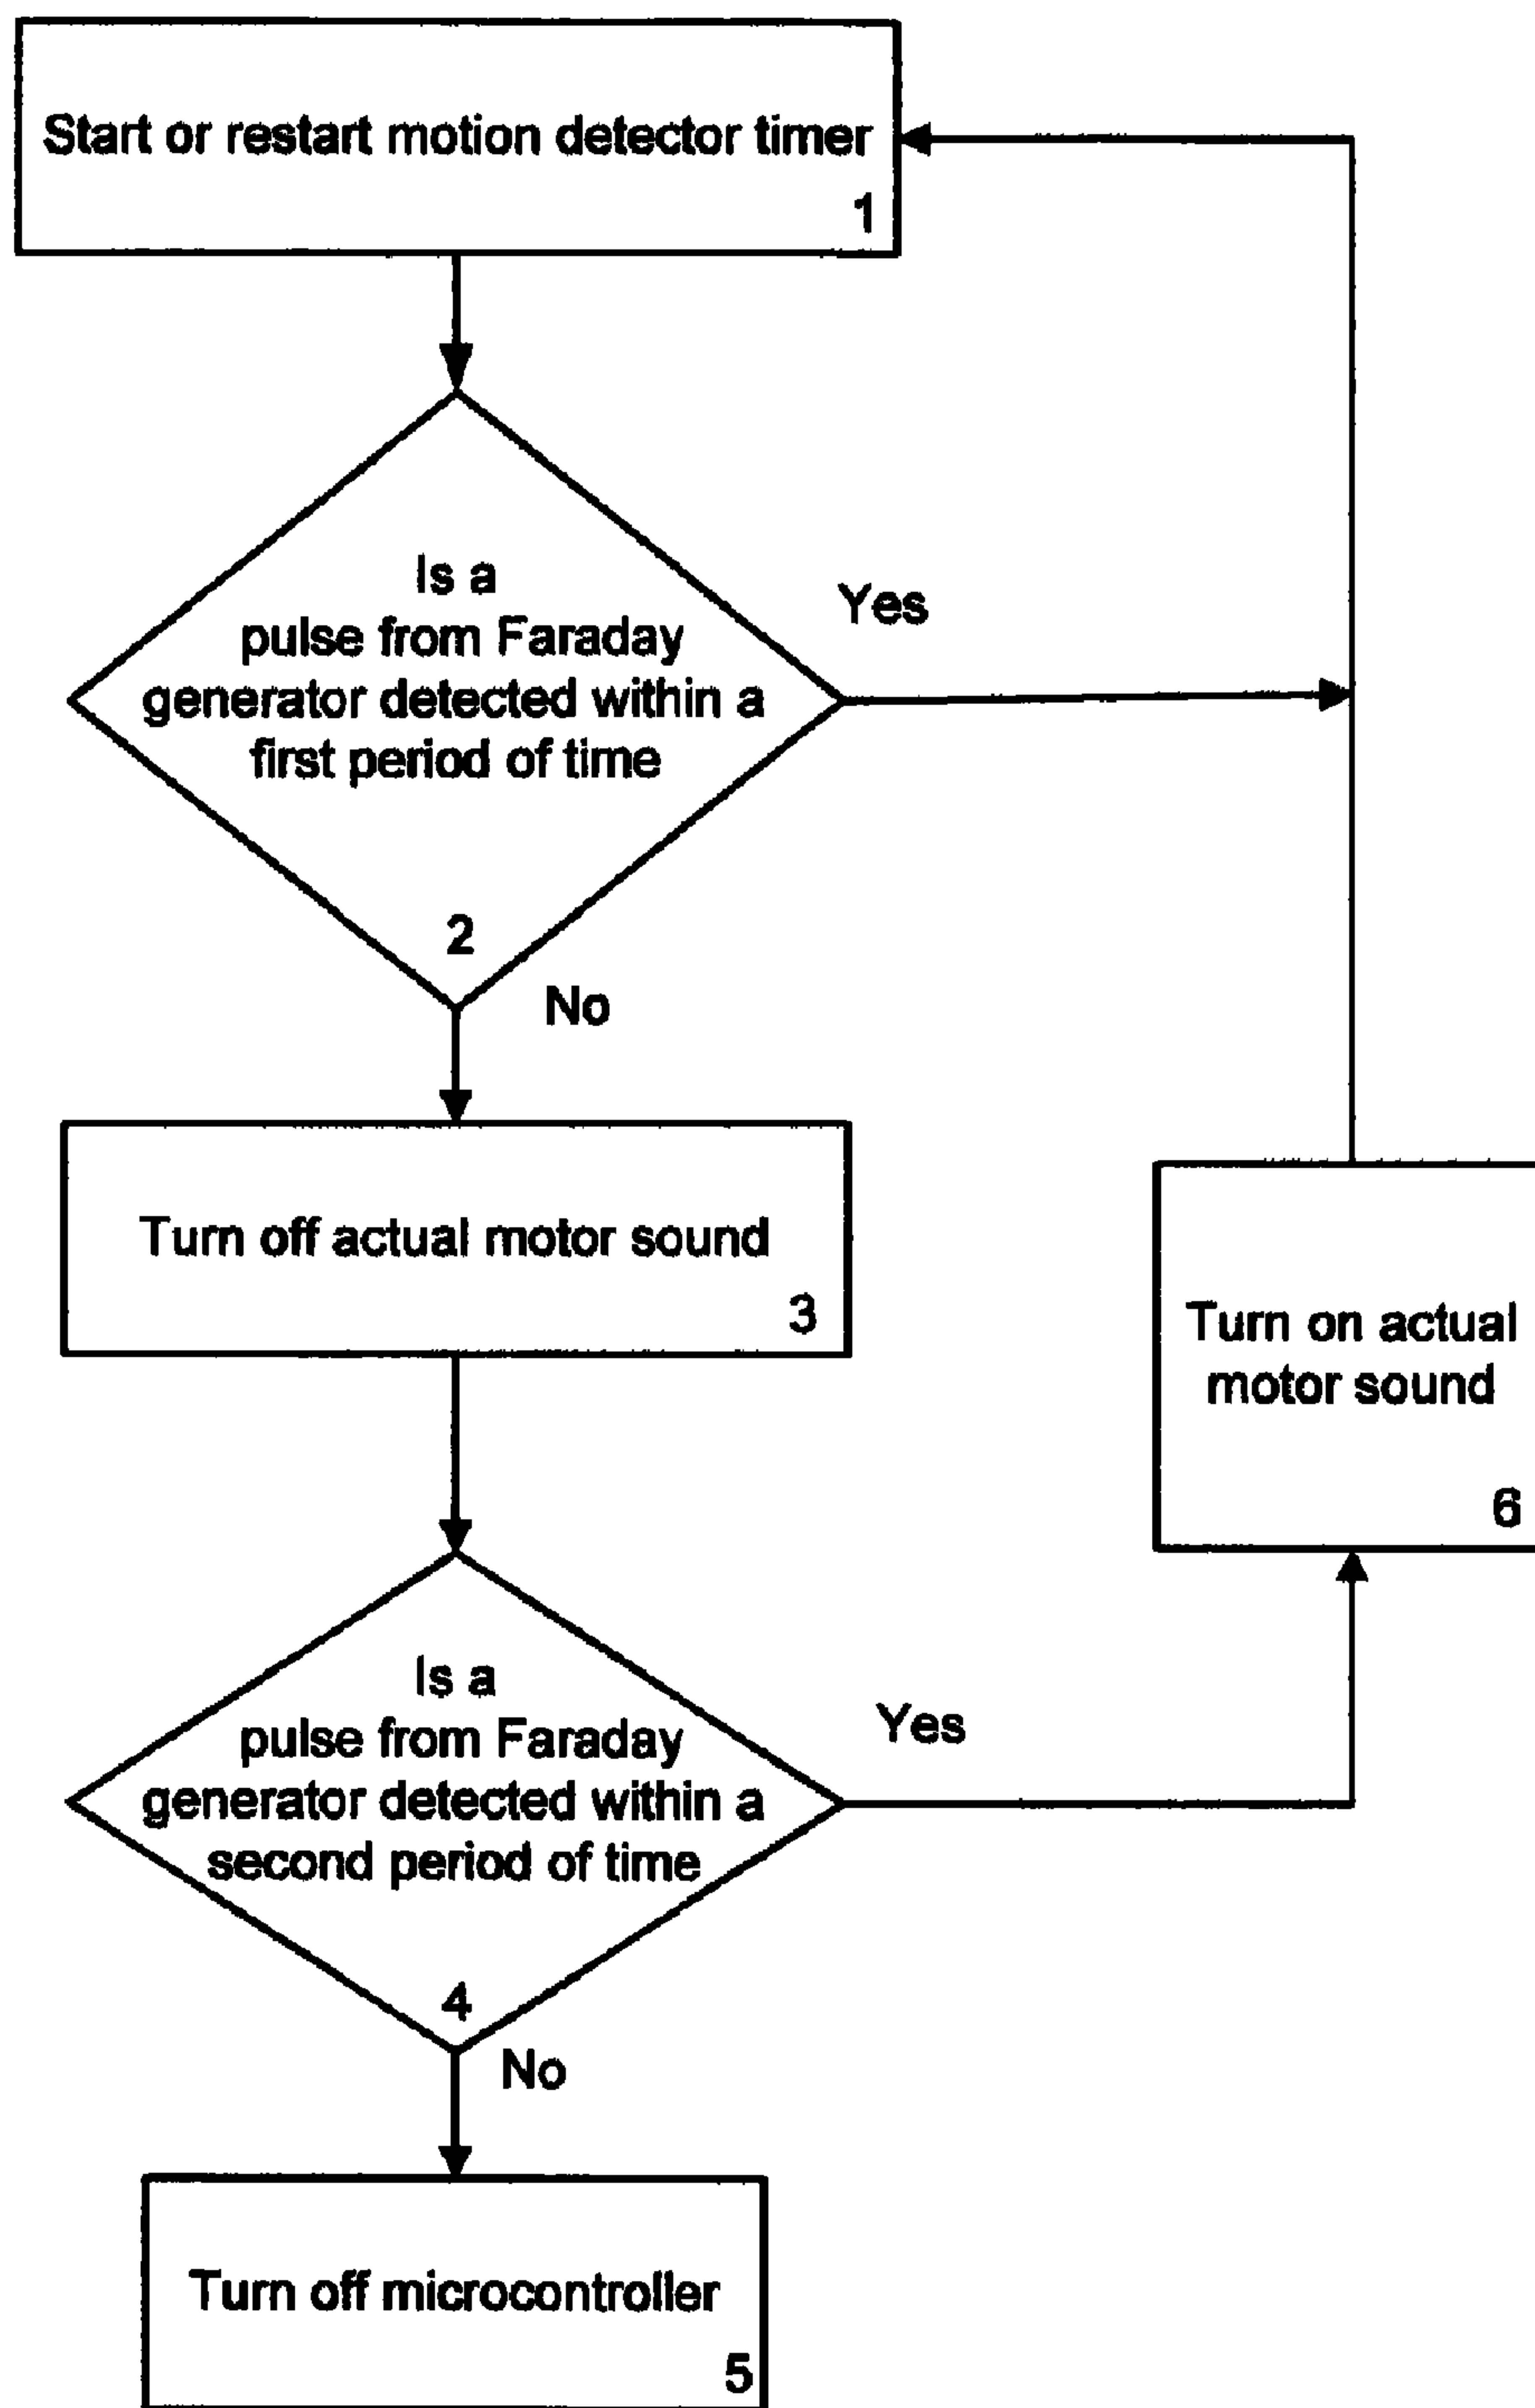 Start or restart motion detector timer
1
Is a
pulse from Faraday
generator detected within a
first period of time
2
Yes
No
Turn off actual motor sound
3
Turn on actual
motor sound
6
Is a
pulse from Faraday
generator detected within a
second period of time
4
Yes
No
Turn off microcontroller
5